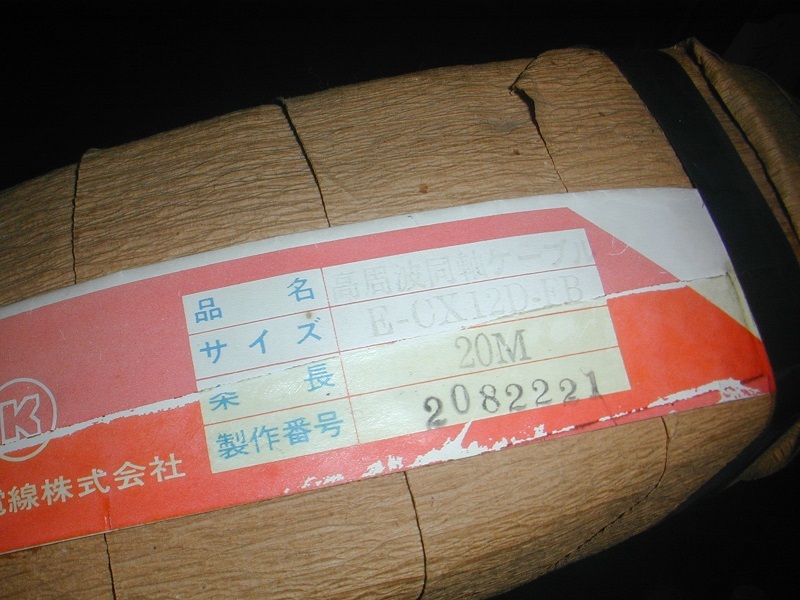 品名 高周波同軸ケーブル
サイズ E-CX12D-FB
条長 20M
製作番号 2082221
K
電線株式会社